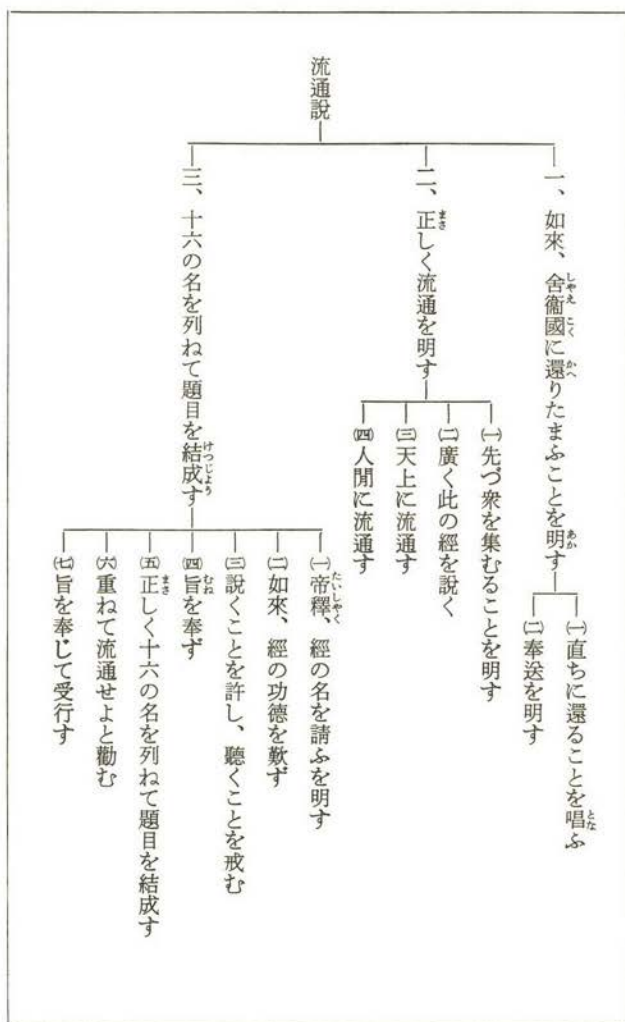 流通說
一、如來、舍衞國に還りたまふことを明す
㈠直ちに還ることを唱ふ
㈡奉送を明す
二、正しく流通を明す
㈠先づ衆を集むることを明す
㈡廣く此の經を說く
㈢天上に流通す
㈣人閒に流通す
三、十六の名を列ねて題目を結成す
㈠帝釋、經の名を請ふを明す
㈡如來、經の功德を歎ず
㈢說くことを許し、聽くことを戒む
㈣旨を奉ず
㈤正しく十六の名を列ねて題目を結成す
㈥重ねて流通せよと勸む
㈦旨を奉じて受行す